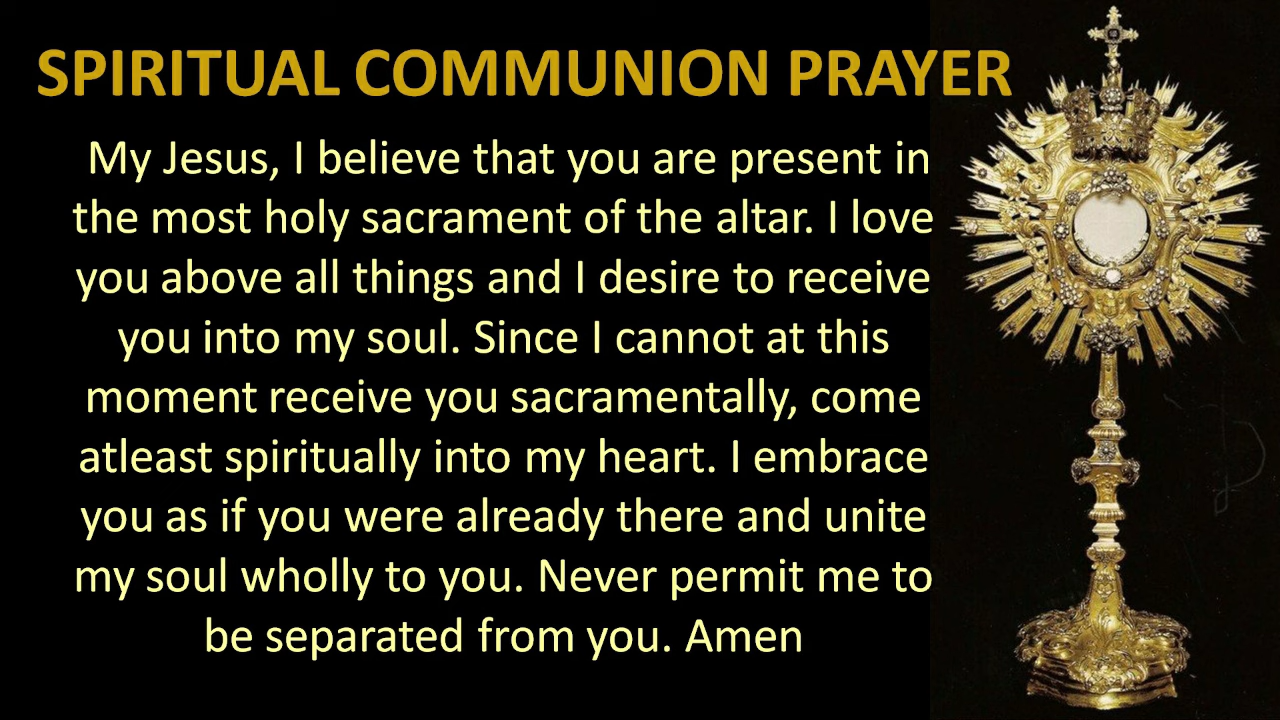 SPIRITUAL COMMUNION PRAYER
My Jesus, I believe that you are present in
the most holy sacrament of the altar. I love
you above all things and I desire to receive
you into my soul. Since I cannot at this
moment receive you sacramentally, come
atleast spiritually into my heart. I embrace
you as if you were already there and unite
my soul wholly to you. Never permit me to
be separated from you. Amen